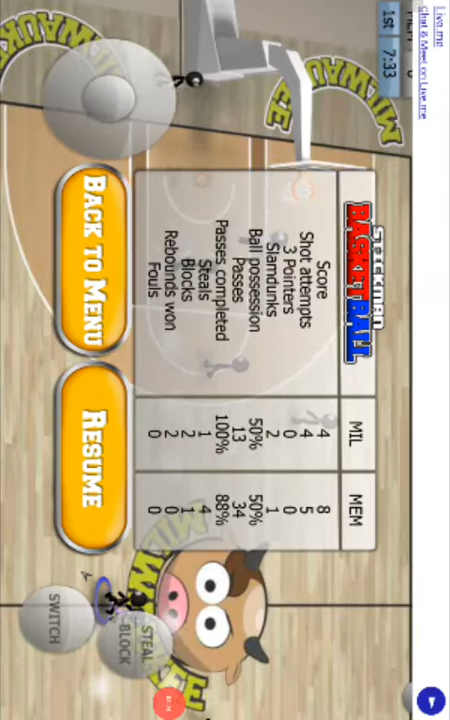 Live.me
Chat & Meet on Live.me
1st 7:33
MILWAUKEE
STICKMAN
BASKETBALL
MIL MEM
Score 4 8
Shot attempts 4 5
3 Pointers 0 0
Slamdunks 2 1
Ball possession 50% 50%
Passes 13 34
Passes completed 100% 88%
Steals 1 4
Blocks 2 1
Rebounds won 2 0
Fouls 0 0
BACK TO MENU
RESUME
STEAL
BLOCK
SWITCH